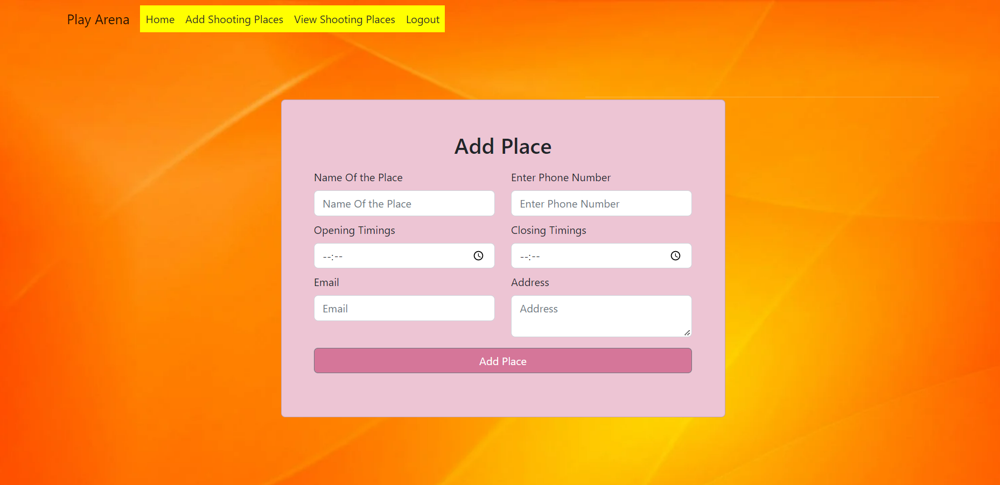 Play Arena Home Add Shooting Places View Shooting Places Logout
Add Place
Name Of the Place Enter Phone Number
Name Of the Place Enter Phone Number
Opening Timings Closing Timings
--:-- --:--
Email Address
Email Address
Add Place